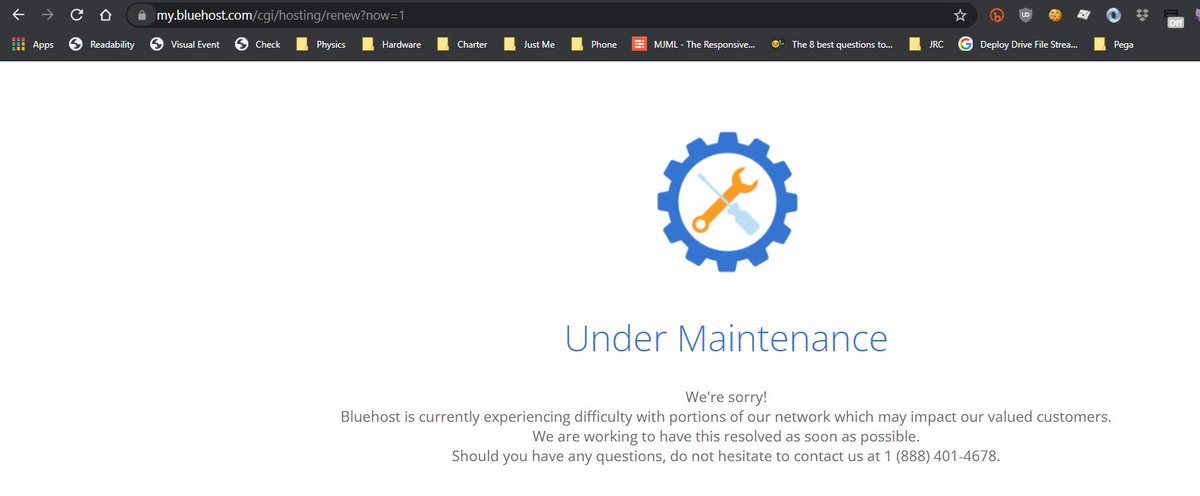 my.bluehost.com/cgi/hosting/renew?now=1
Off
Apps Readability Visual Event Check Physics Hardware Charter Just Me Phone MJML - The Responsive... The 8 best questions to... JRC Deploy Drive File Strea... Pega
Under Maintenance
We're sorry!
Bluehost is currently experiencing difficulty with portions of our network which may impact our valued customers.
We are working to have this resolved as soon as possible.
Should you have any questions, do not hesitate to contact us at 1 (888) 401-4678.